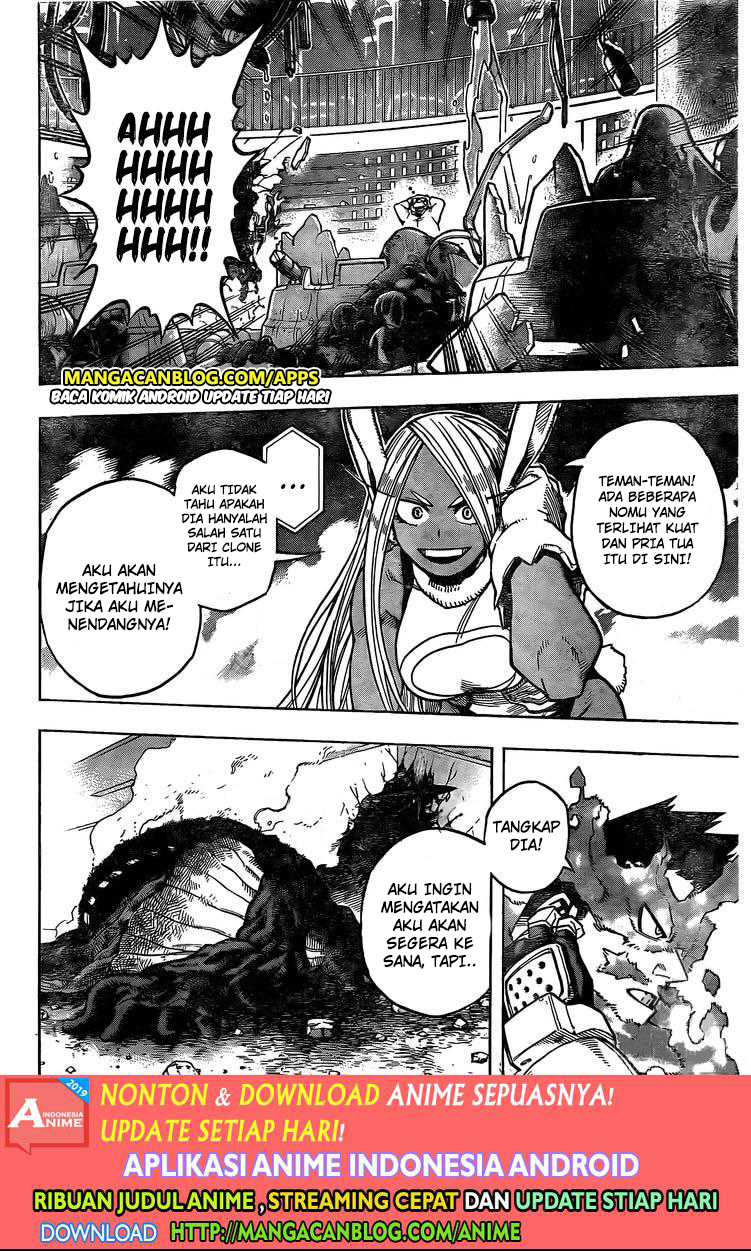 AHHH
HHHH
HHHH
HHH!!
MANGACANBLOG.COM/APPS
BACA KOMIK ANDROID UPDATE TIAP HARI
TEMAN-TEMAN!
ADA BEBERAPA
NOMU YANG
TERLIHAT KUAT
DAN PRIA TUA
ITU DI SINI!
...
AKU TIDAK
TAHU APAKAH
DIA HANYALAH
SALAH SATU
DARI CLONE
ITU...
AKU AKAN
MENGETAHUINYA
JIKA AKU ME-
NENDANGNYA!
TANGKAP
DIA!
AKU INGIN
MENGATAKAN
AKU AKAN
SEGERA KE
SANA, TAPI..
2019
INDONESIA
ANIME
NONTON & DOWNLOAD ANIME SEPUASNYA!
UPDATE SETIAP HARI!
APLIKASI ANIME INDONESIA ANDROID
RIBUAN JUDUL ANIME , STREAMING CEPAT DAN UPDATE STIAP HARI
DOWNLOAD HTTP://MANGACANBLOG.COM/ANIME